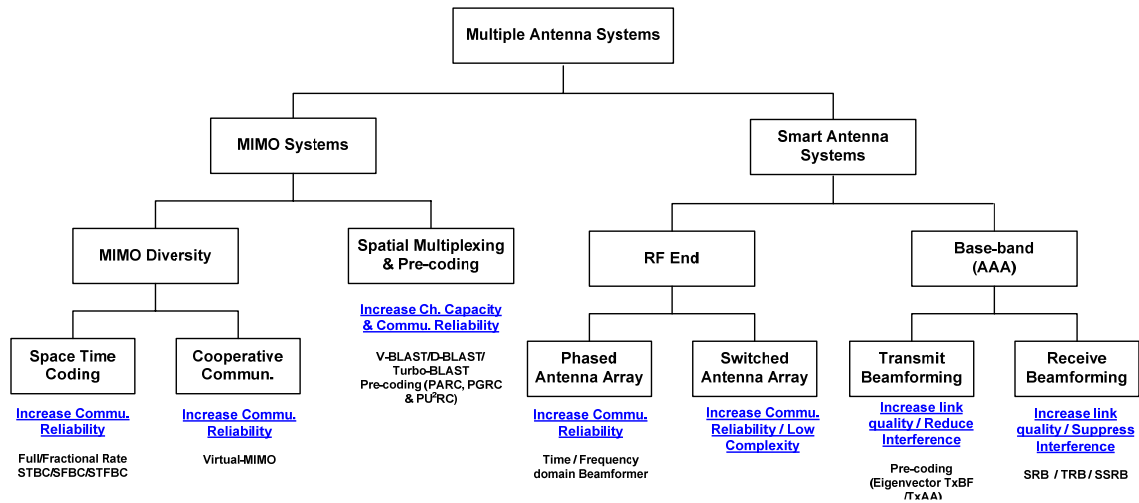 Multiple Antenna Systems
MIMO Systems
Smart Antenna
Systems
MIMO Diversity
Spatial Multiplexing
& Pre-coding
RF End
Base-band
(AAA)
Increase Ch. Capacity
& Commu. Reliability
V-BLAST/D-BLAST/
Turbo-BLAST
Pre-coding (PARC, PGRC
& PU²RC)
Space Time
Coding
Cooperative
Commun.
Phased
Antenna Array
Switched
Antenna Array
Transmit
Beamforming
Receive
Beamforming
Increase Commu.
Reliability
Full/Fractional Rate
STBC/SFBC/STFBC
Increase Commu.
Reliability
Virtual-MIMO
Increase Commu.
Reliability
Time / Frequency
domain Beamformer
Increase Commu.
Reliability / Low
Complexity
Increase link
quality / Reduce
Interference
Pre-coding
(Eigenvector TxBF
/TxAA)
Increase link
quality / Suppress
Interference
SRB / TRB / SSRB